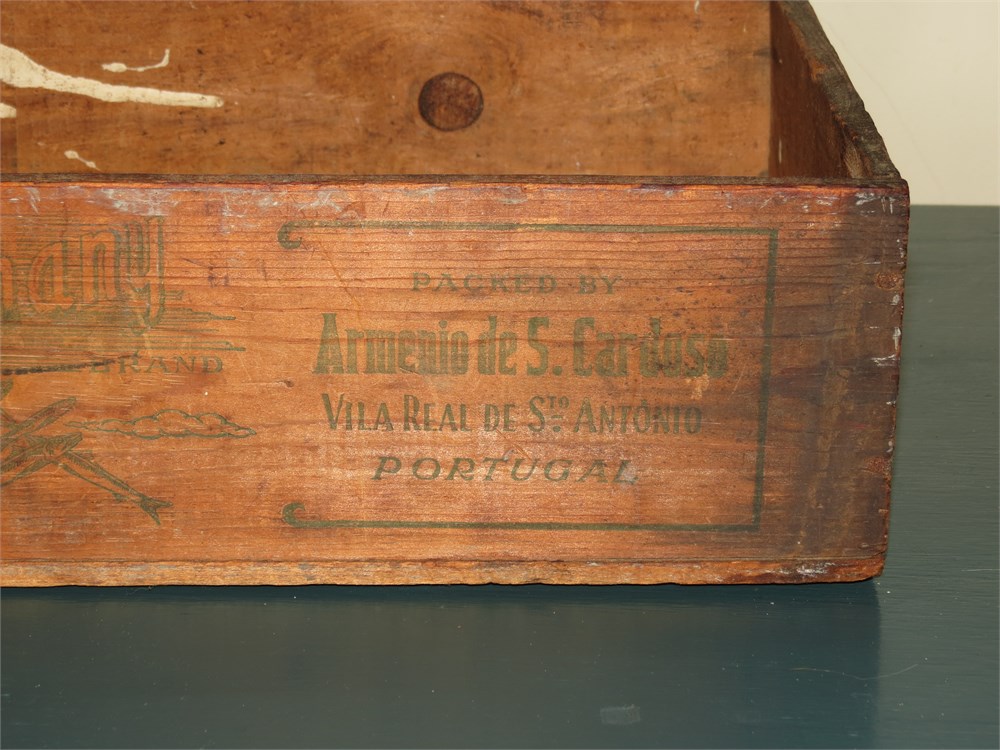 BRAND
PACKED BY
Armenio de S. Cardoso
VILA REAL DE STO ANTÓNIO
PORTUGAL